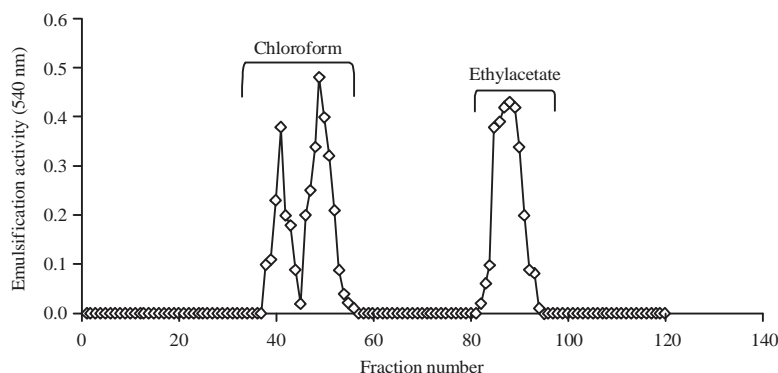 0.6
Chloroform
Ethylacetate
0.5
0.4
0.3
0.2
0.1
0.0
Emulsification activity (540 nm)
0 20 40 60 80 100 120 140
Fraction number